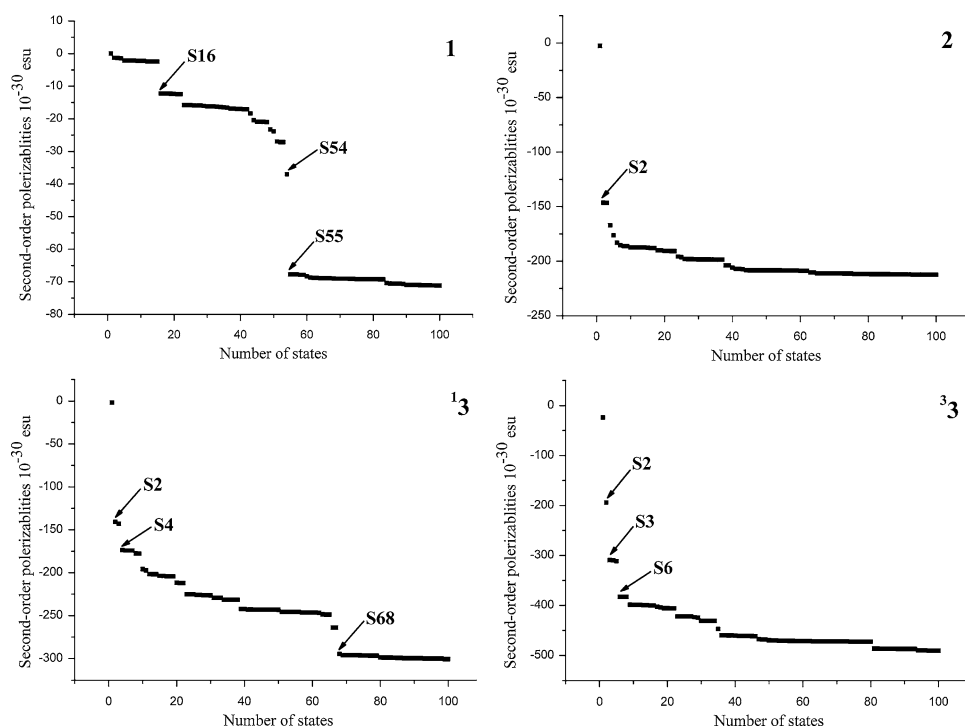 1
Second-order polerizablities 10⁻³⁰ esu
10
0
-10
-20
-30
-40
-50
-60
-70
-80
S16
S54
S55
0 20 40 60 80 100
Number of states
2
Second-order polerizablities 10⁻³⁰ esu
0
-50
-100
-150
-200
-250
S2
0 20 40 60 80 100
Number of states
¹3
Second-order polerizablities 10⁻³⁰ esu
0
-50
-100
-150
-200
-250
-300
S2
S4
S68
0 20 40 60 80 100
Number of states
³3
Second-order polerizablities 10⁻³⁰ esu
0
-100
-200
-300
-400
-500
S2
S3
S6
0 20 40 60 80 100
Number of states